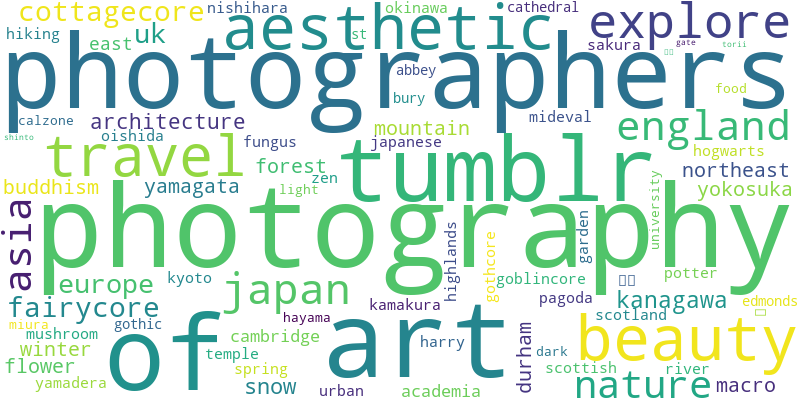 cottagecore nishihara okinawa cathedral
hiking east uk aesthetic st explore
sakura gate torii
photographers
abbey
calzone bury mideval
architecture
shinto oishida fungus mountain japanese england
travel tumblr hogwarts
forest northeast
buddhism yamagata zen light yokosuka
university
photography
asia
garden
highlands
gothcore
europe kyoto japan goblincore potter
fairycore kamakura pagoda kanagawa edmonds
miura gothic hayama scotland
mushroom of art cambridge harry beauty
winter temple dark
flower spring durham scottish river
yamadera snow urban academia nature macro
food